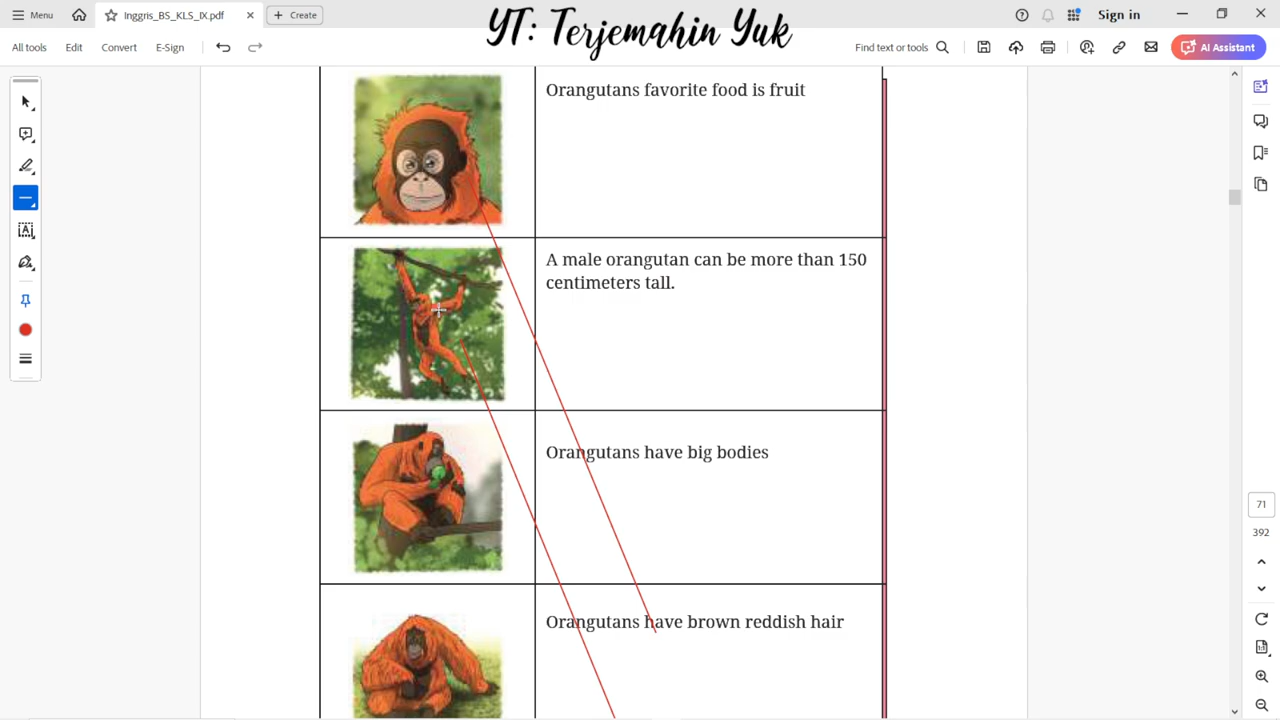 Menu
Inggris_BS_KLS_IX.pdf
Create
YT: Terjemahin Yuk
Sign in
All tools
Edit
Convert
E-Sign
Find text or tools
AI Assistant
Orangutans favorite food is fruit
A male orangutan can be more than 150
centimeters tall.
Orangutans have big bodies
Orangutans have brown reddish hair
71
392